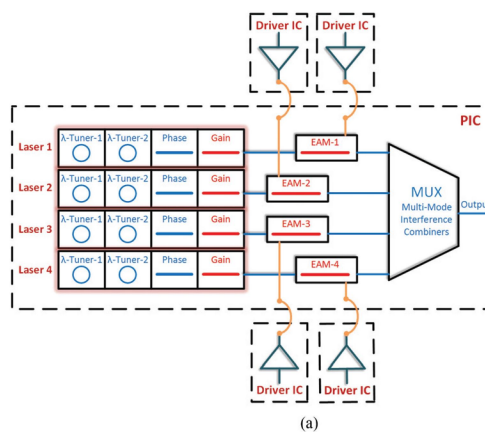 Driver IC Driver IC
PIC
Laser 1 λ-Tuner-1 λ-Tuner-2 Phase Gain EAM-1
Laser 2 λ-Tuner-1 λ-Tuner-2 Phase Gain EAM-2
Laser 3 λ-Tuner-1 λ-Tuner-2 Phase Gain EAM-3
Laser 4 λ-Tuner-1 λ-Tuner-2 Phase Gain EAM-4
MUX
Multi-Mode
Interference
Combiners
Output
Driver IC Driver IC
(a)